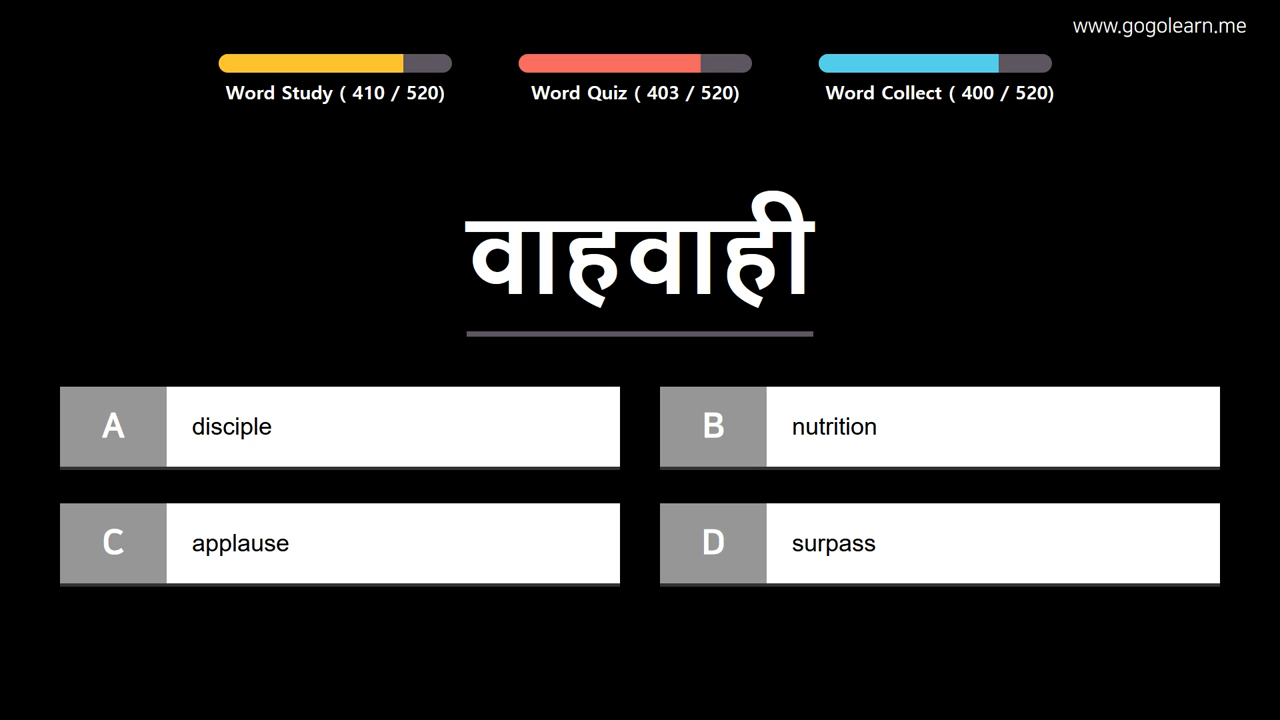 www.gogolearn.me
Word Study ( 410 / 520)
Word Quiz ( 403 / 520)
Word Collect ( 400 / 520)
वाहवाही
A disciple
B nutrition
C applause
D surpass